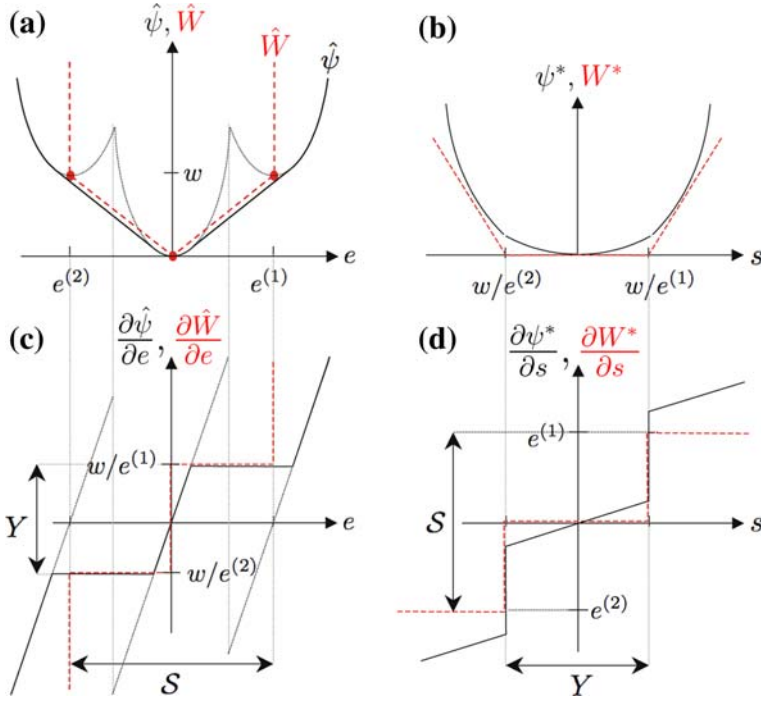 (a)
ψ̂, Ŵ
Ŵ
ψ̂
w
e
e⁽²⁾
e⁽¹⁾
(b)
ψ*, W*
s
w/e⁽²⁾
w/e⁽¹⁾
(c)
∂ψ̂/∂e, ∂Ŵ/∂e
w/e⁽¹⁾
Y
e
w/e⁽²⁾
𝒮
(d)
∂ψ*/∂s, ∂W*/∂s
e⁽¹⁾
𝒮
s
e⁽²⁾
Y